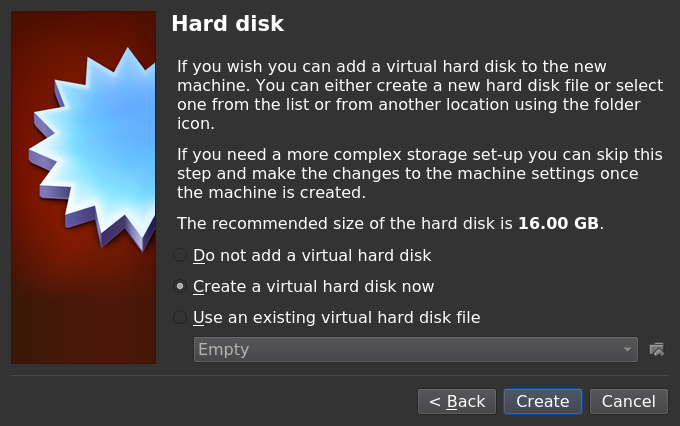 Hard disk
If you wish you can add a virtual hard disk to the new
machine. You can either create a new hard disk file or select
one from the list or from another location using the folder
icon.
If you need a more complex storage set-up you can skip this
step and make the changes to the machine settings once
the machine is created.
The recommended size of the hard disk is 16.00 GB.
Do not add a virtual hard disk
Create a virtual hard disk now
Use an existing virtual hard disk file
Empty
< Back
Create
Cancel